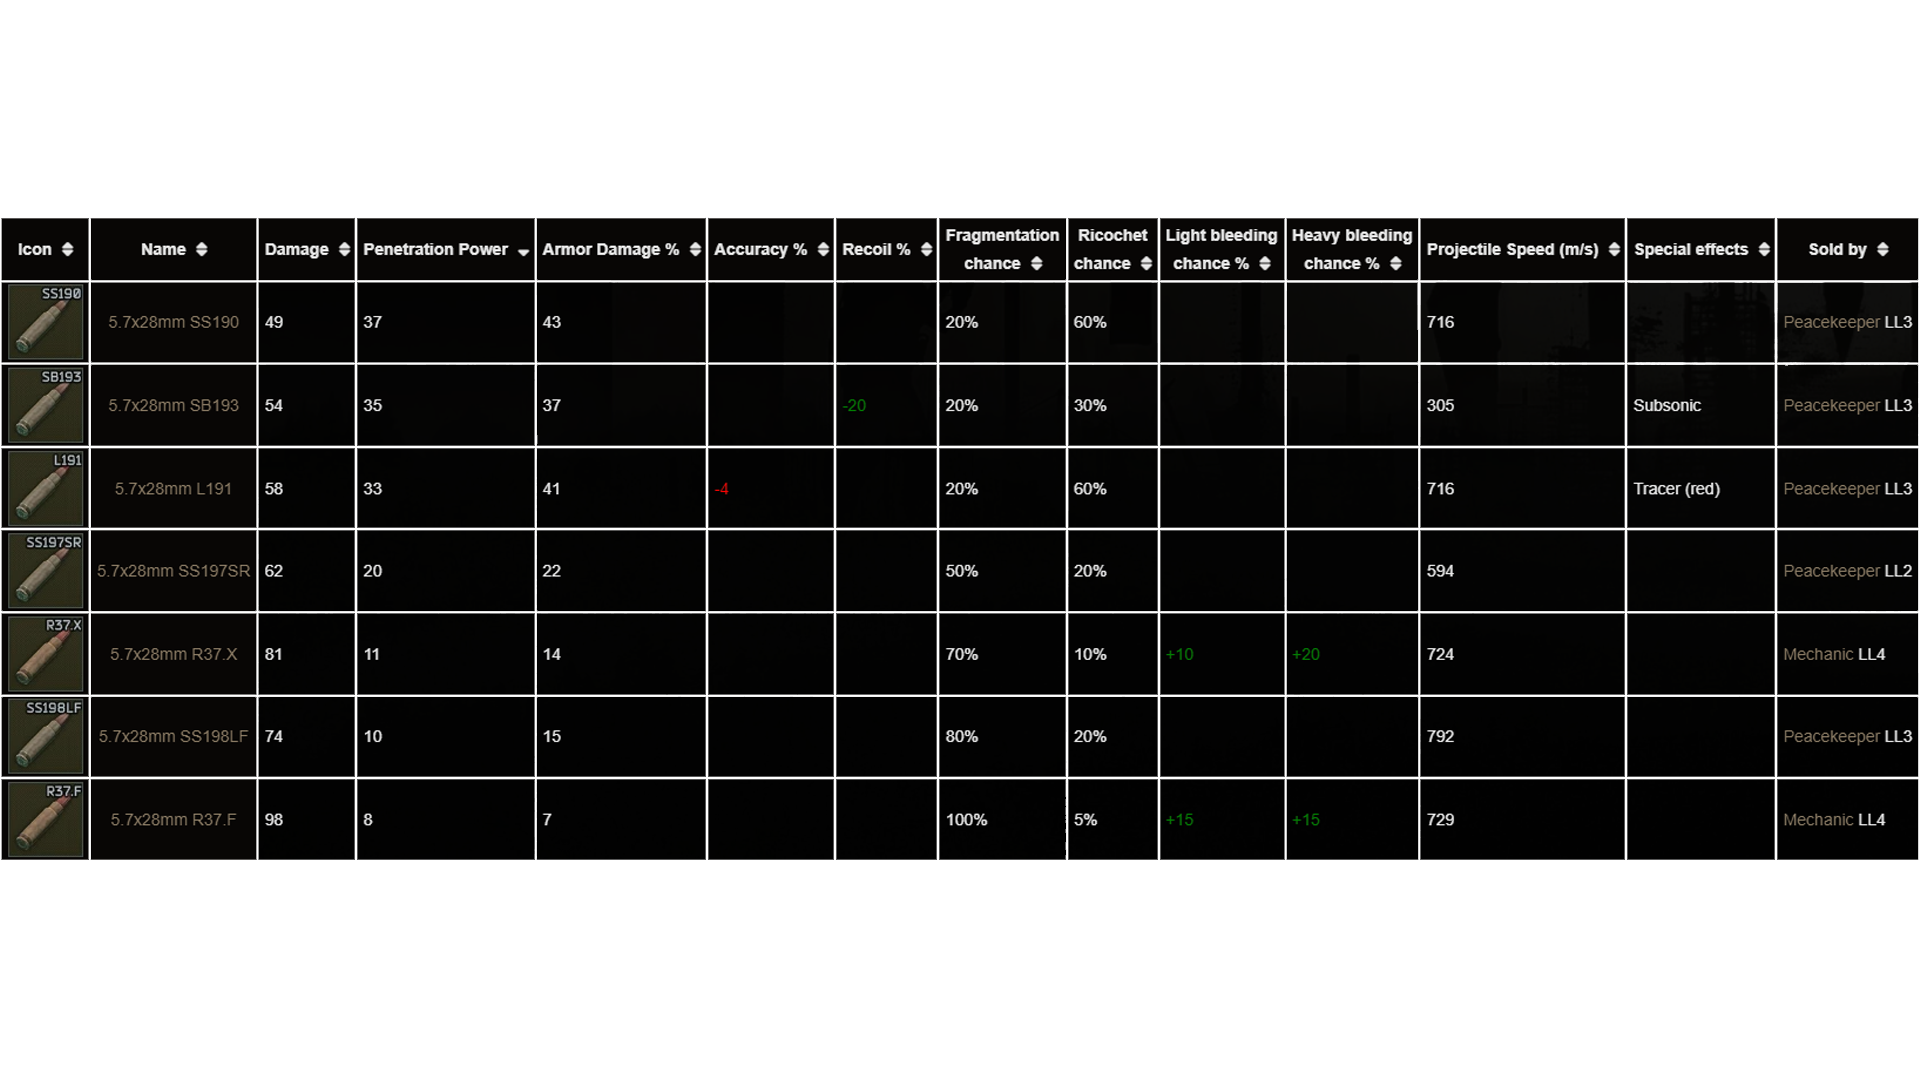 Icon Name Damage Penetration Power Armor Damage % Accuracy % Recoil % Fragmentation chance Ricochet chance Light bleeding chance % Heavy bleeding chance % Projectile Speed (m/s) Special effects Sold by
SS190 5.7x28mm SS190 49 37 43 20% 60% 716 Peacekeeper LL3
SB193 5.7x28mm SB193 54 35 37 -20 20% 30% 305 Subsonic Peacekeeper LL3
L191 5.7x28mm L191 58 33 41 -4 20% 60% 716 Tracer (red) Peacekeeper LL3
SS197SR 5.7x28mm SS197SR 62 20 22 50% 20% 594 Peacekeeper LL2
R37.X 5.7x28mm R37.X 81 11 14 70% 10% +10 +20 724 Mechanic LL4
SS198LF 5.7x28mm SS198LF 74 10 15 80% 20% 792 Peacekeeper LL3
R37.F 5.7x28mm R37.F 98 8 7 100% 5% +15 +15 729 Mechanic LL4